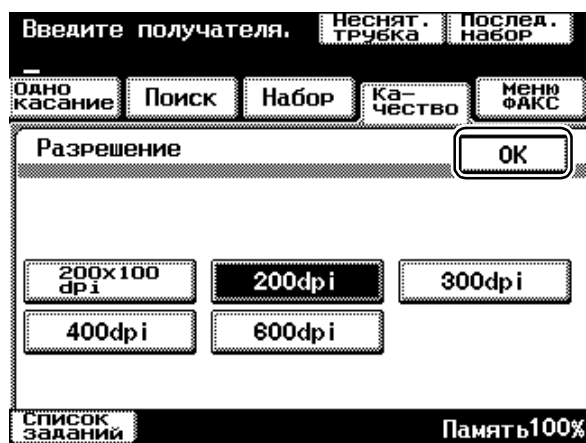 Введите получателя.
Неснят. трубка
Послед. набор
Одно касание
Поиск
Набор
Ка- чество
Меню ФАКС
Разрешение
OK
200x100 dpi
200dpi
300dpi
400dpi
600dpi
Список заданий
Память100%